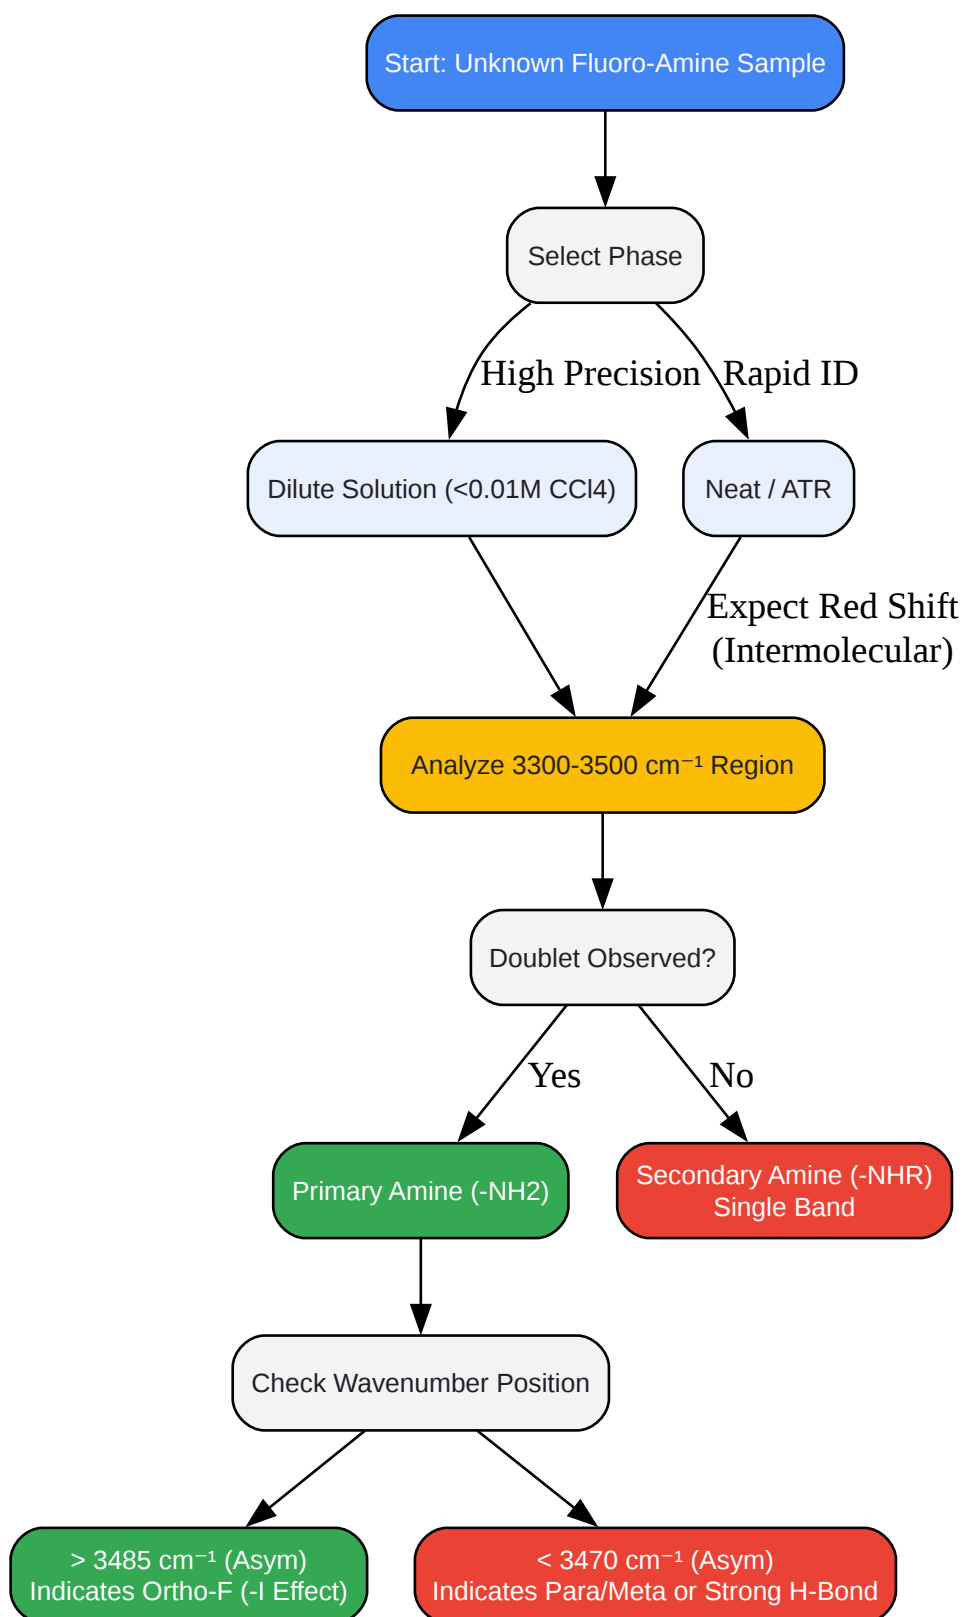 Start: Unknown Fluoro-Amine Sample
Select Phase
High Precision
Rapid ID
Dilute Solution (<0.01M CCl4)
Neat / ATR
Expect Red Shift
(Intermolecular)
Analyze 3300-3500 cm⁻¹ Region
Doublet Observed?
Yes
No
Primary Amine (-NH2)
Secondary Amine (-NHR)
Single Band
Check Wavenumber Position
> 3485 cm⁻¹ (Asym)
Indicates Ortho-F (-I Effect)
< 3470 cm⁻¹ (Asym)
Indicates Para/Meta or Strong H-Bond